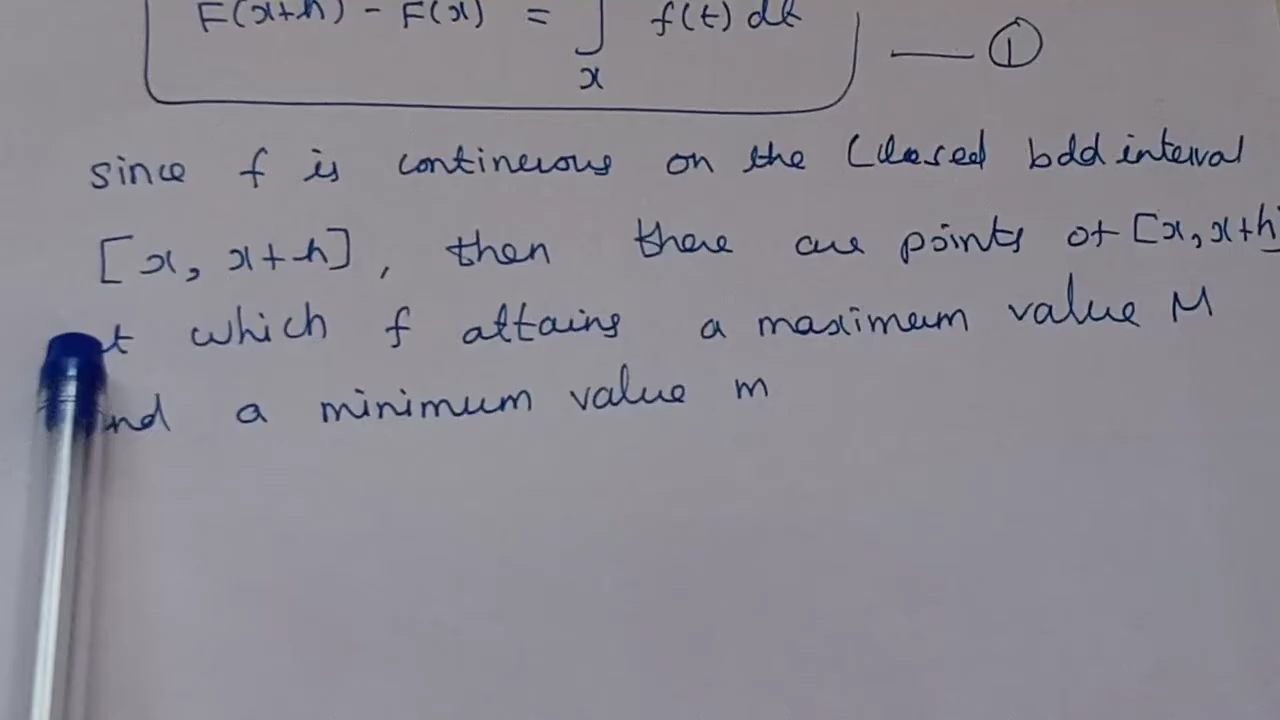 F(x+h) - F(x) = ∫ₓ f(t) dt — ①
since f is continuous on the closed bdd interval
[x, x+h], then there are points of [x, x+h]
which f attains a maximum value M
a minimum value m